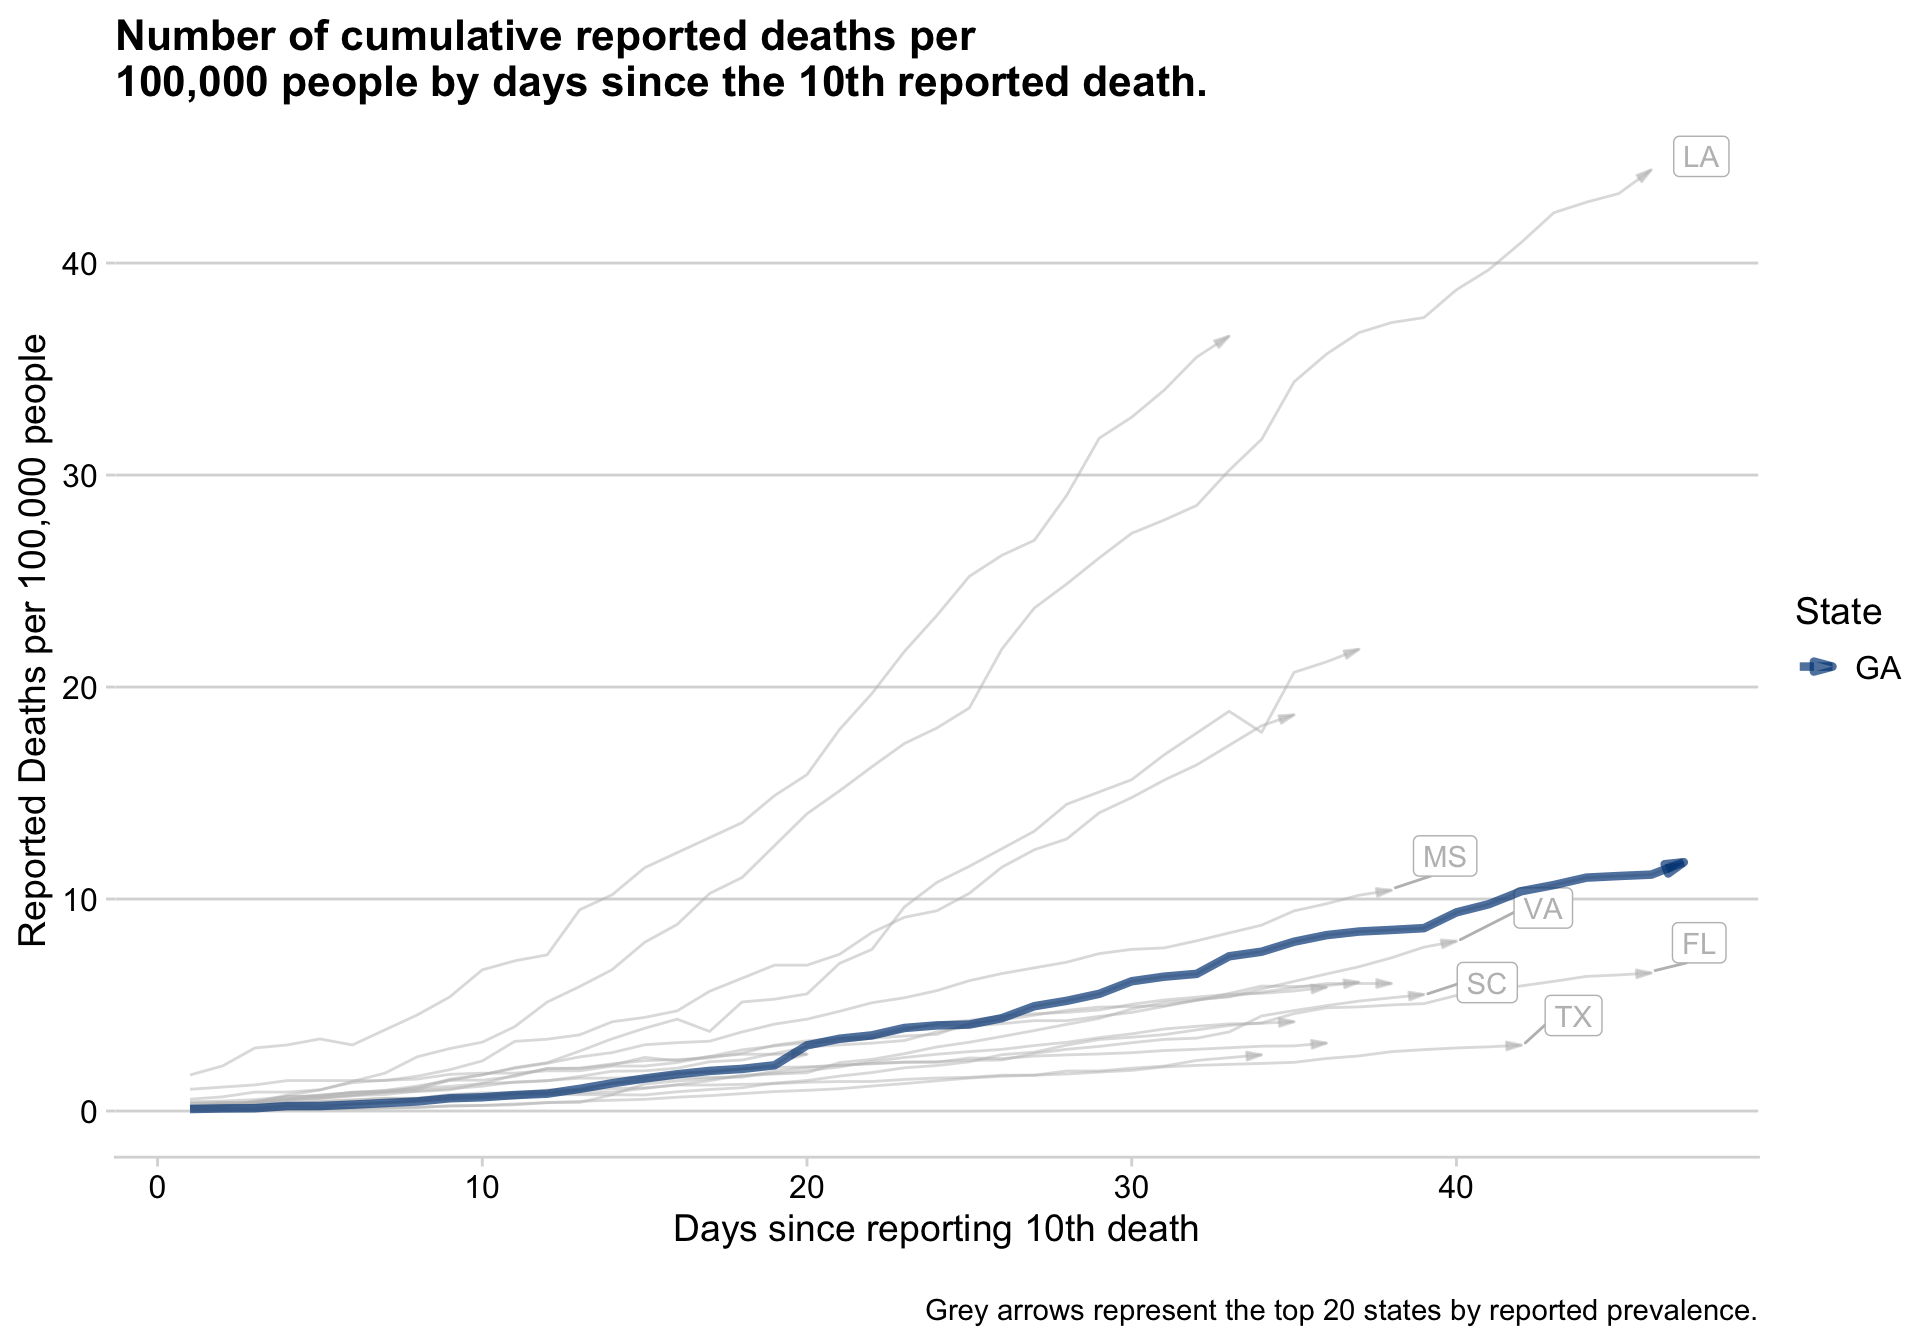 Number of cumulative reported deaths per
100,000 people by days since the 10th reported death.
Reported Deaths per 100,000 people
40
30
20
10
0
LA
MS
VA
FL
SC
TX
State
GA
0 10 20 30 40
Days since reporting 10th death
Grey arrows represent the top 20 states by reported prevalence.